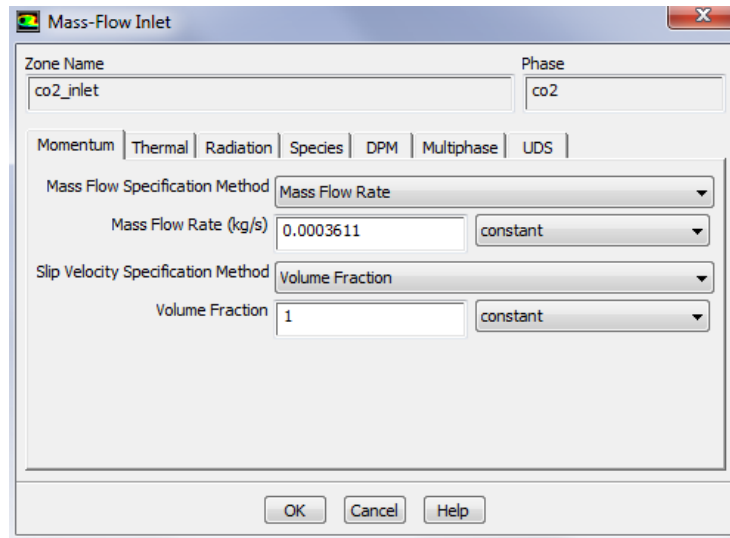 Mass-Flow Inlet
Zone Name Phase
co2_inlet co2
Momentum Thermal Radiation Species DPM Multiphase UDS
Mass Flow Specification Method Mass Flow Rate
Mass Flow Rate (kg/s) 0.0003611 constant
Slip Velocity Specification Method Volume Fraction
Volume Fraction 1 constant
OK Cancel Help